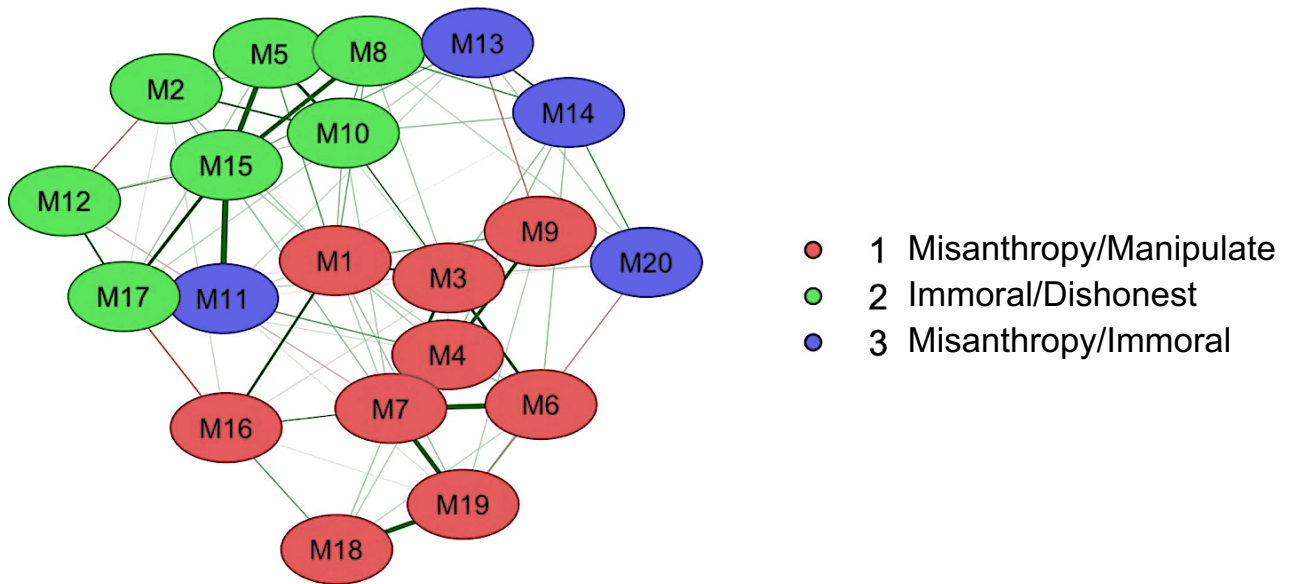 M13
M5
M8
M2
M14
M10
M15
M12
M9
M1
M20
M3
M17
M11
M4
M7
M6
M16
M19
M18
1 Misanthropy/Manipulate
2 Immoral/Dishonest
3 Misanthropy/Immoral